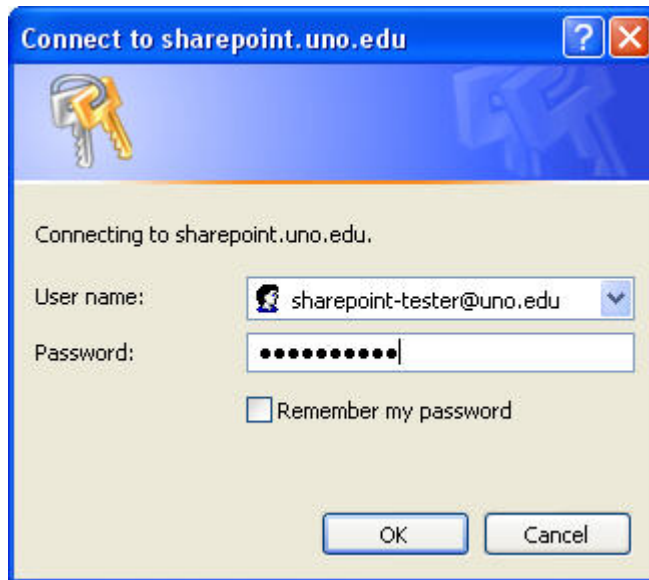 Connect to sharepoint.uno.edu
?
Connecting to sharepoint.uno.edu.
User name: sharepoint-tester@uno.edu
Password: ●●●●●●●●●●
Remember my password
OK Cancel